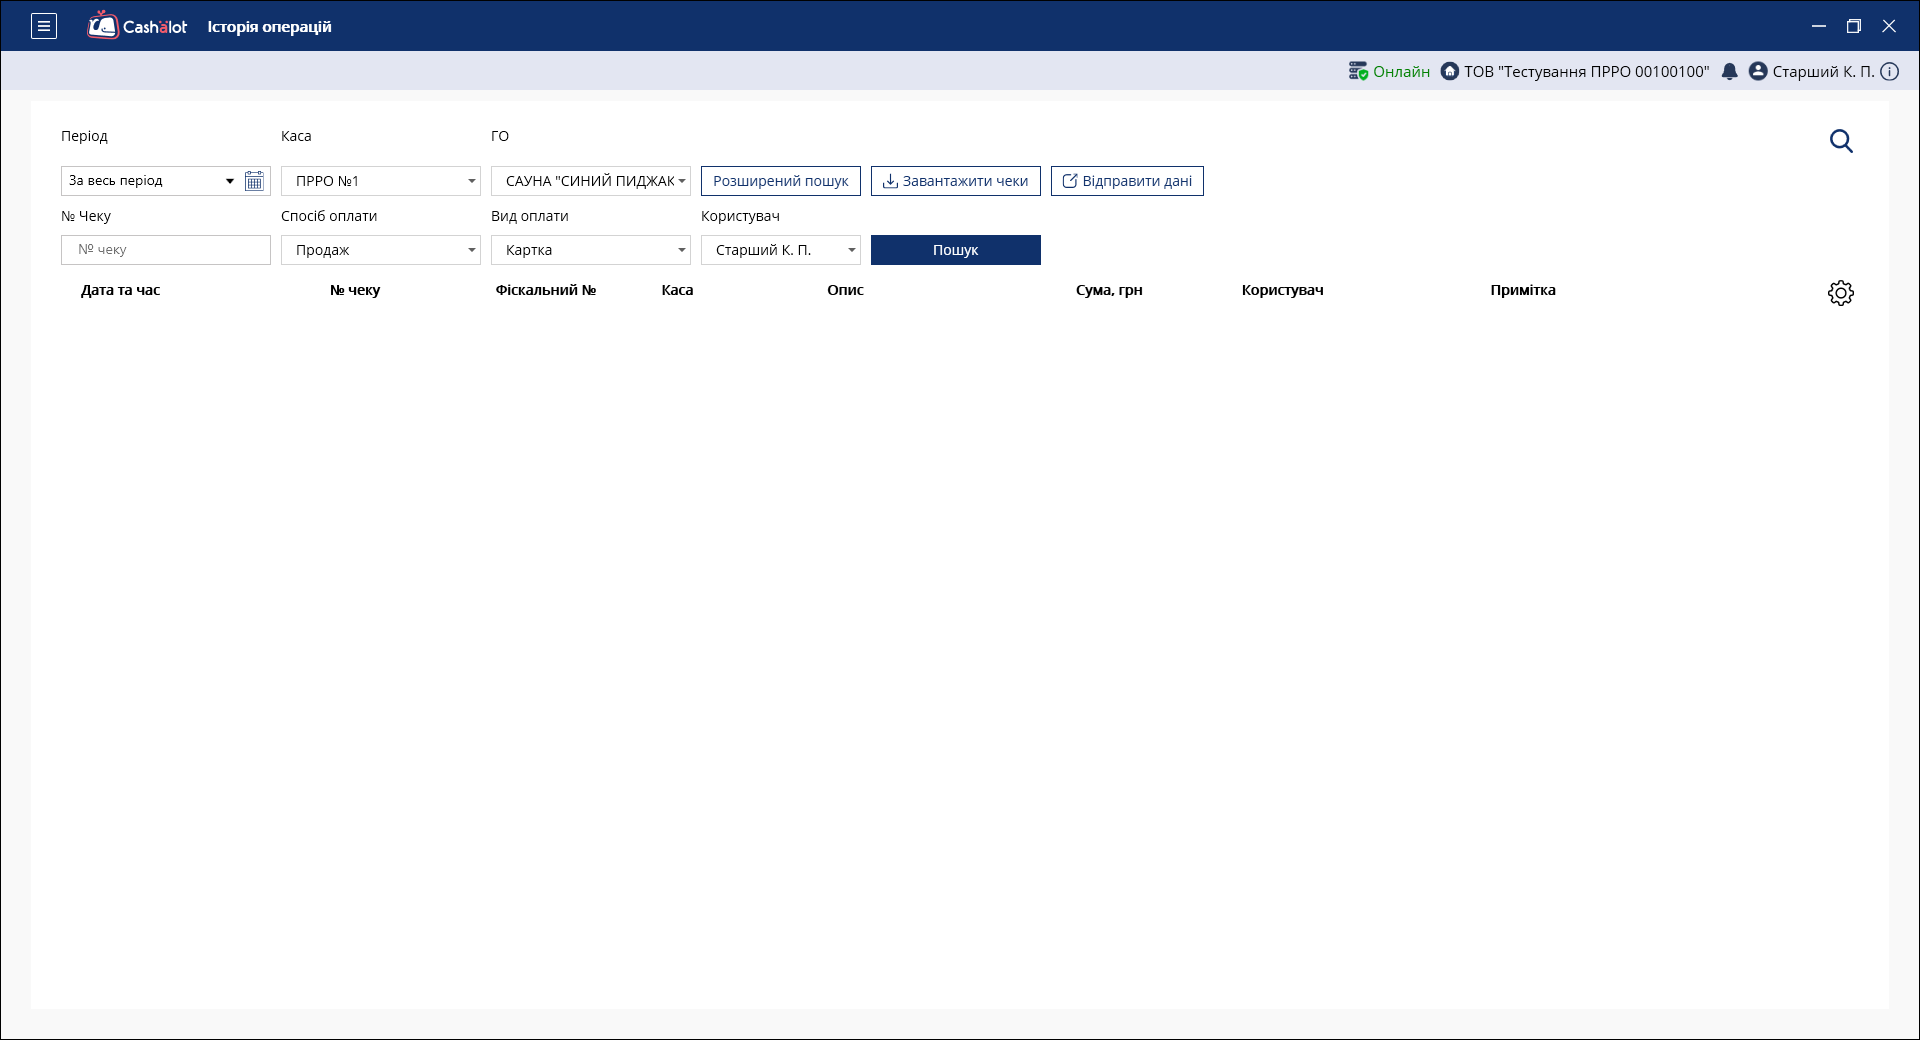 Cashalot Історія операцій
Онлайн ТОВ "Тестування ПРРО 00100100" Старший К. П.
Період Каса ГО
За весь період ПРРО №1 САУНА "СИНИЙ ПИДЖАК Розширений пошук Завантажити чеки Відправити дані
№ Чеку Спосіб оплати Вид оплати Користувач
№ чеку Продаж Картка Старший К. П. Пошук
Дата та час № чеку Фіскальний № Каса Опис Сума, грн Користувач Примітка